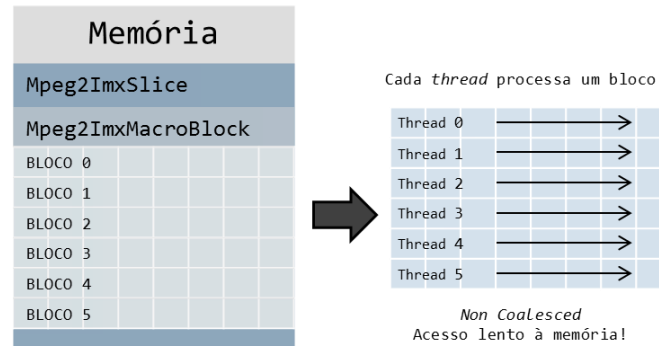 Memória
Mpeg2ImxSlice
Mpeg2ImxMacroBlock
BLOCO 0
BLOCO 1
BLOCO 2
BLOCO 3
BLOCO 4
BLOCO 5
Cada thread processa um bloco
Thread 0
Thread 1
Thread 2
Thread 3
Thread 4
Thread 5
Non Coalesced
Acesso lento à memória!